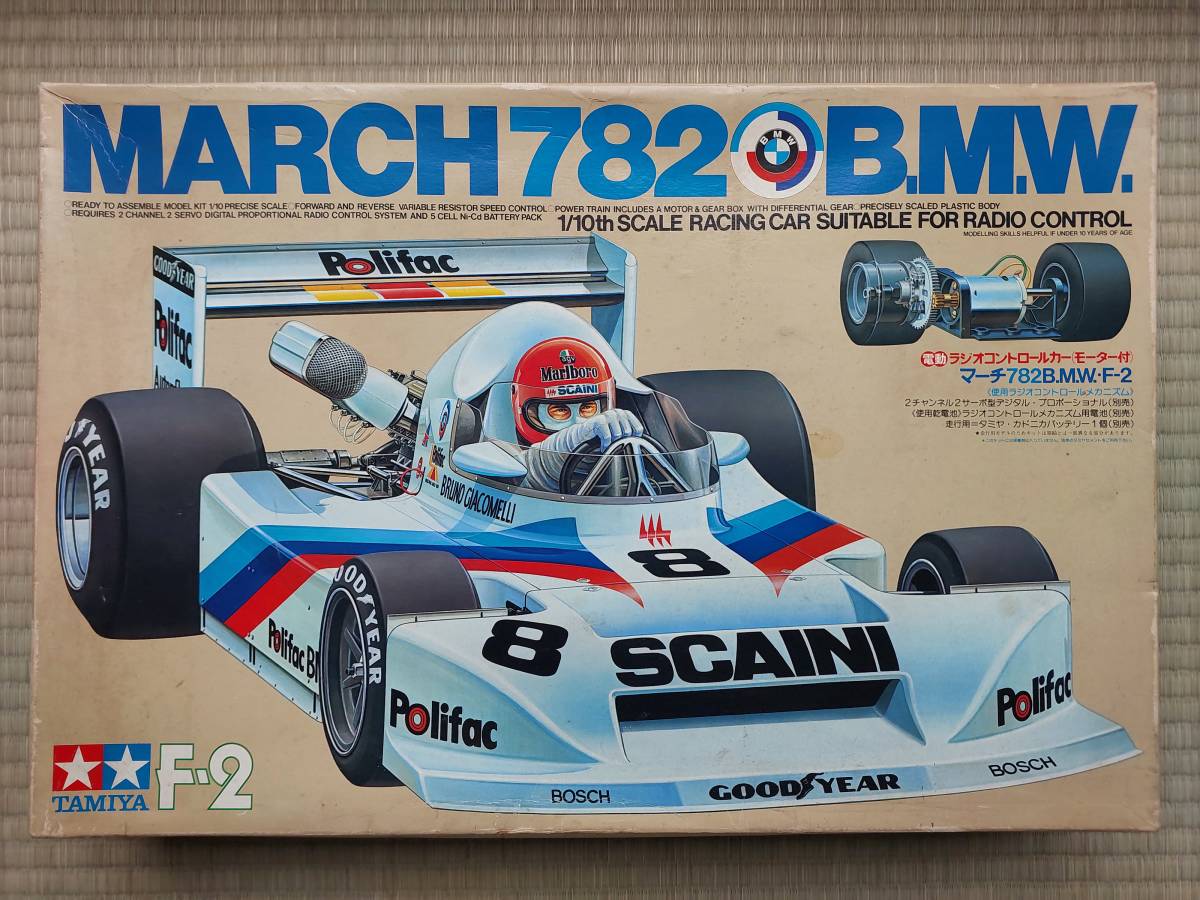 MARCH 782 BMW B.M.W.
READY TO ASSEMBLE MODEL KIT 1/10 PRECISE SCALE FORWARD AND REVERSE VARIABLE RESISTOR SPEED CONTROL POWER TRAIN INCLUDES A MOTOR & GEAR BOX WITH DIFFERENTIAL GEAR PRECISELY SCALED PLASTIC BODY
REQUIRES 2 CHANNEL 2 SERVO DIGITAL PROPORTIONAL RADIO CONTROL SYSTEM AND 5 CELL Ni-Cd BATTERY PACK
1/10th SCALE RACING CAR SUITABLE FOR RADIO CONTROL
MODELLING SKILLS HELPFUL IF UNDER 10 YEARS OF AGE
GOODYEAR
Polifac
Polifac
電動 ラジオコントロールカー(モーター付)
マーチ782B.M.W.・F-2
《使用ラジオコントロールメカニズム》
2チャンネル2サーボ型デジタル・プロポーショナル(別売)
《使用乾電池》ラジオコントロールメカニズム用電池(別売)
走行用=タミヤ・カドニカバッテリー1個(別売)
agv
Marlboro
SCAINI
GOODYEAR
BRUNO GIACOMELLI
8
8
SCAINI
OODYEAR
Polifac
Polifac
Polifac
BOSCH
GOODYEAR
BOSCH
TAMIYA
F-2